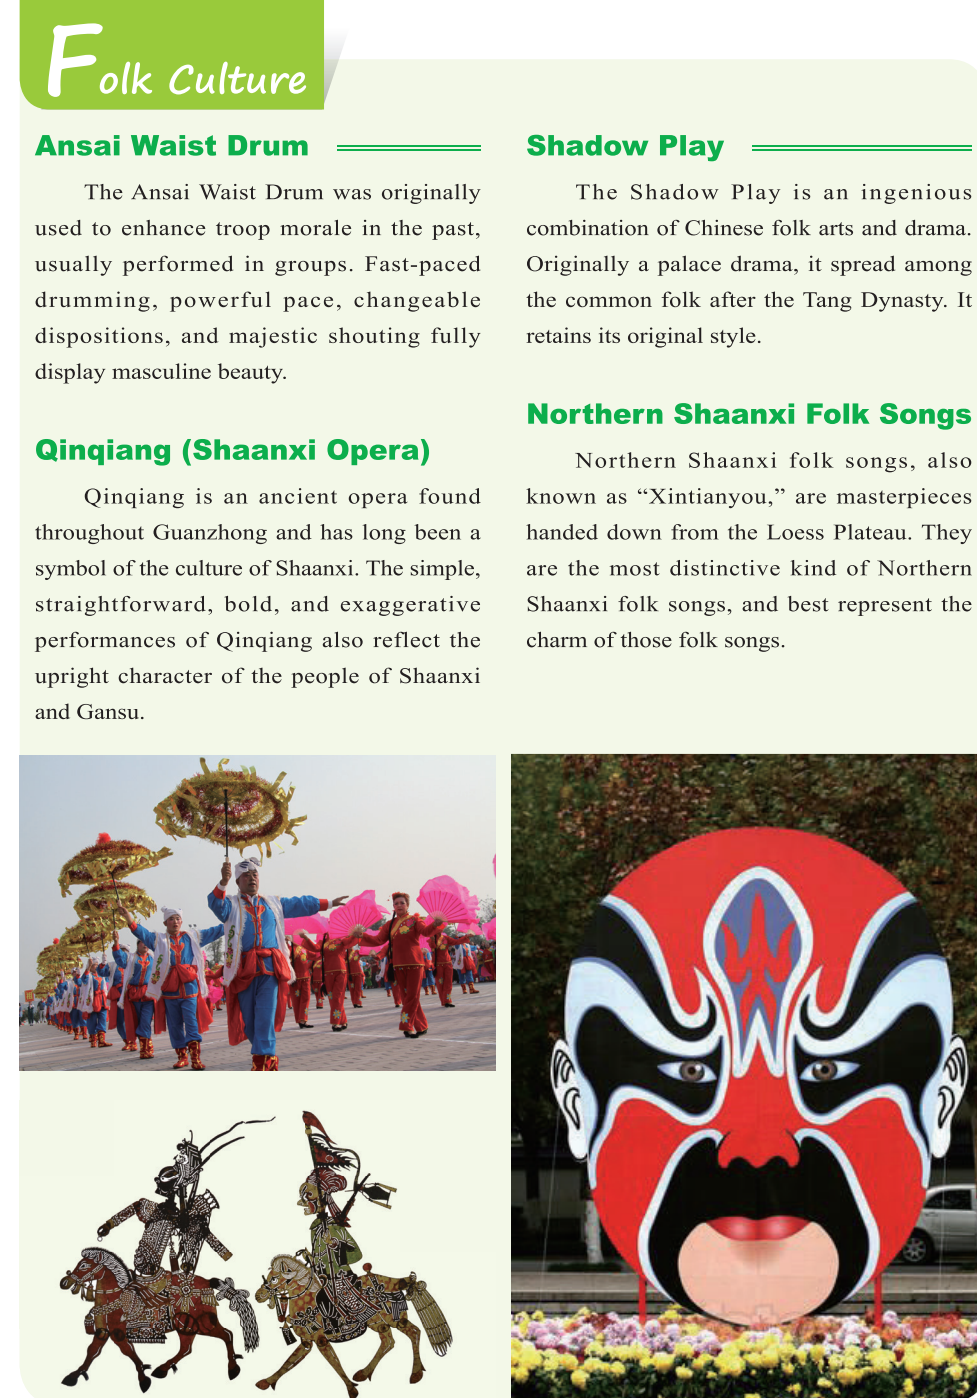 Folk Culture
Ansai Waist Drum
The Ansai Waist Drum was originally
used to enhance troop morale in the past,
usually performed in groups. Fast-paced
drumming, powerful pace, changeable
dispositions, and majestic shouting fully
display masculine beauty.
Qinqiang (Shaanxi Opera)
Qinqiang is an ancient opera found
throughout Guanzhong and has long been a
symbol of the culture of Shaanxi. The simple,
straightforward, bold, and exaggerative
performances of Qinqiang also reflect the
upright character of the people of Shaanxi
and Gansu.
Shadow Play
The Shadow Play is an ingenious
combination of Chinese folk arts and drama.
Originally a palace drama, it spread among
the common folk after the Tang Dynasty. It
retains its original style.
Northern Shaanxi Folk Songs
Northern Shaanxi folk songs, also
known as “Xintianyou,” are masterpieces
handed down from the Loess Plateau. They
are the most distinctive kind of Northern
Shaanxi folk songs, and best represent the
charm of those folk songs.